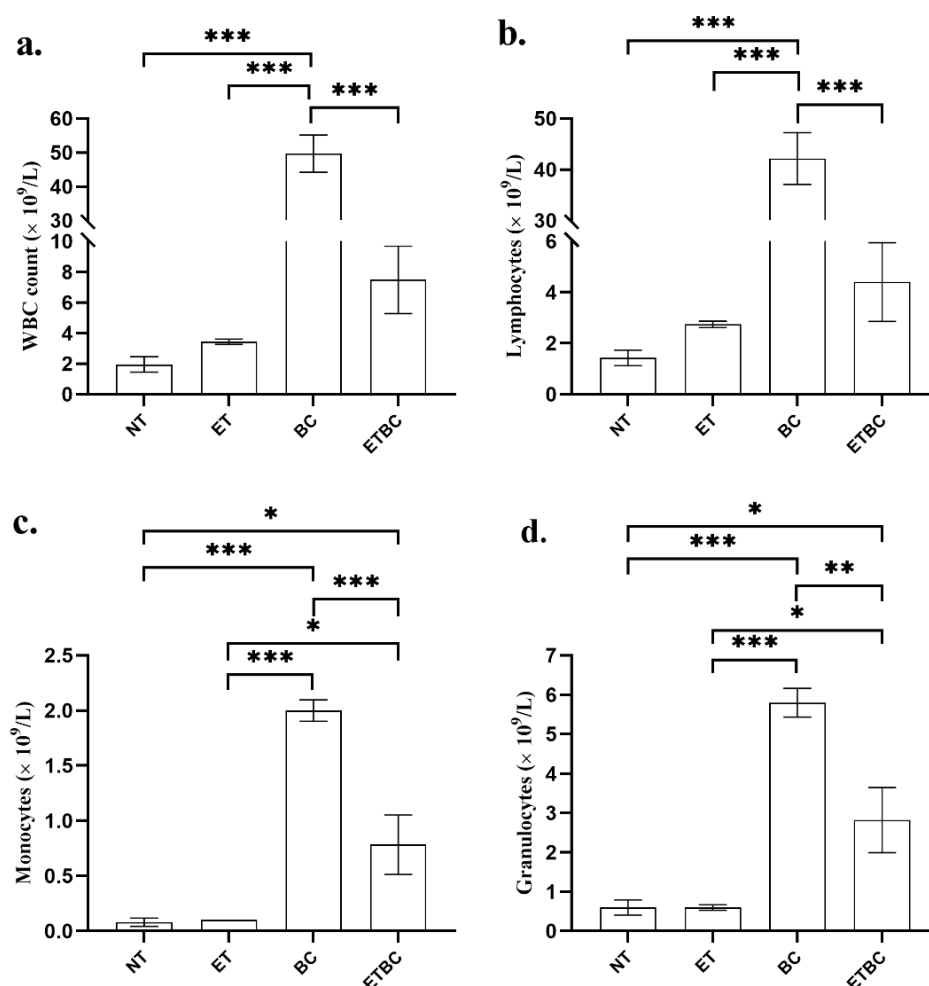 a.
***
***
***
WBC count (× 10⁹/L)
60
50
40
30
10
8
6
4
2
0
NT
ET
BC
ETBC
b.
***
***
***
Lymphocytes (× 10⁹/L)
50
40
30
6
4
2
0
NT
ET
BC
ETBC
c.
*
***
***
*
***
Monocytes (× 10⁹/L)
2.5
2.0
1.5
1.0
0.5
0.0
NT
ET
BC
ETBC
d.
*
***
**
*
***
Granulocytes (× 10⁹/L)
7
6
5
4
3
2
1
0
NT
ET
BC
ETBC